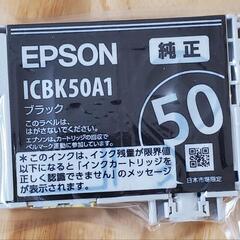 EPSON
純正
ICBK50A1
ブラック
50
このラベルは、
はがさないでください。
エプソンは、カートリッジの回収で
ベルマーク運動に参加しています。
*このインクは、インク残量が限界値
以下になると「インクカートリッジを
正しく認識できません」のメッセージ
が表示されます。
日本市場限定